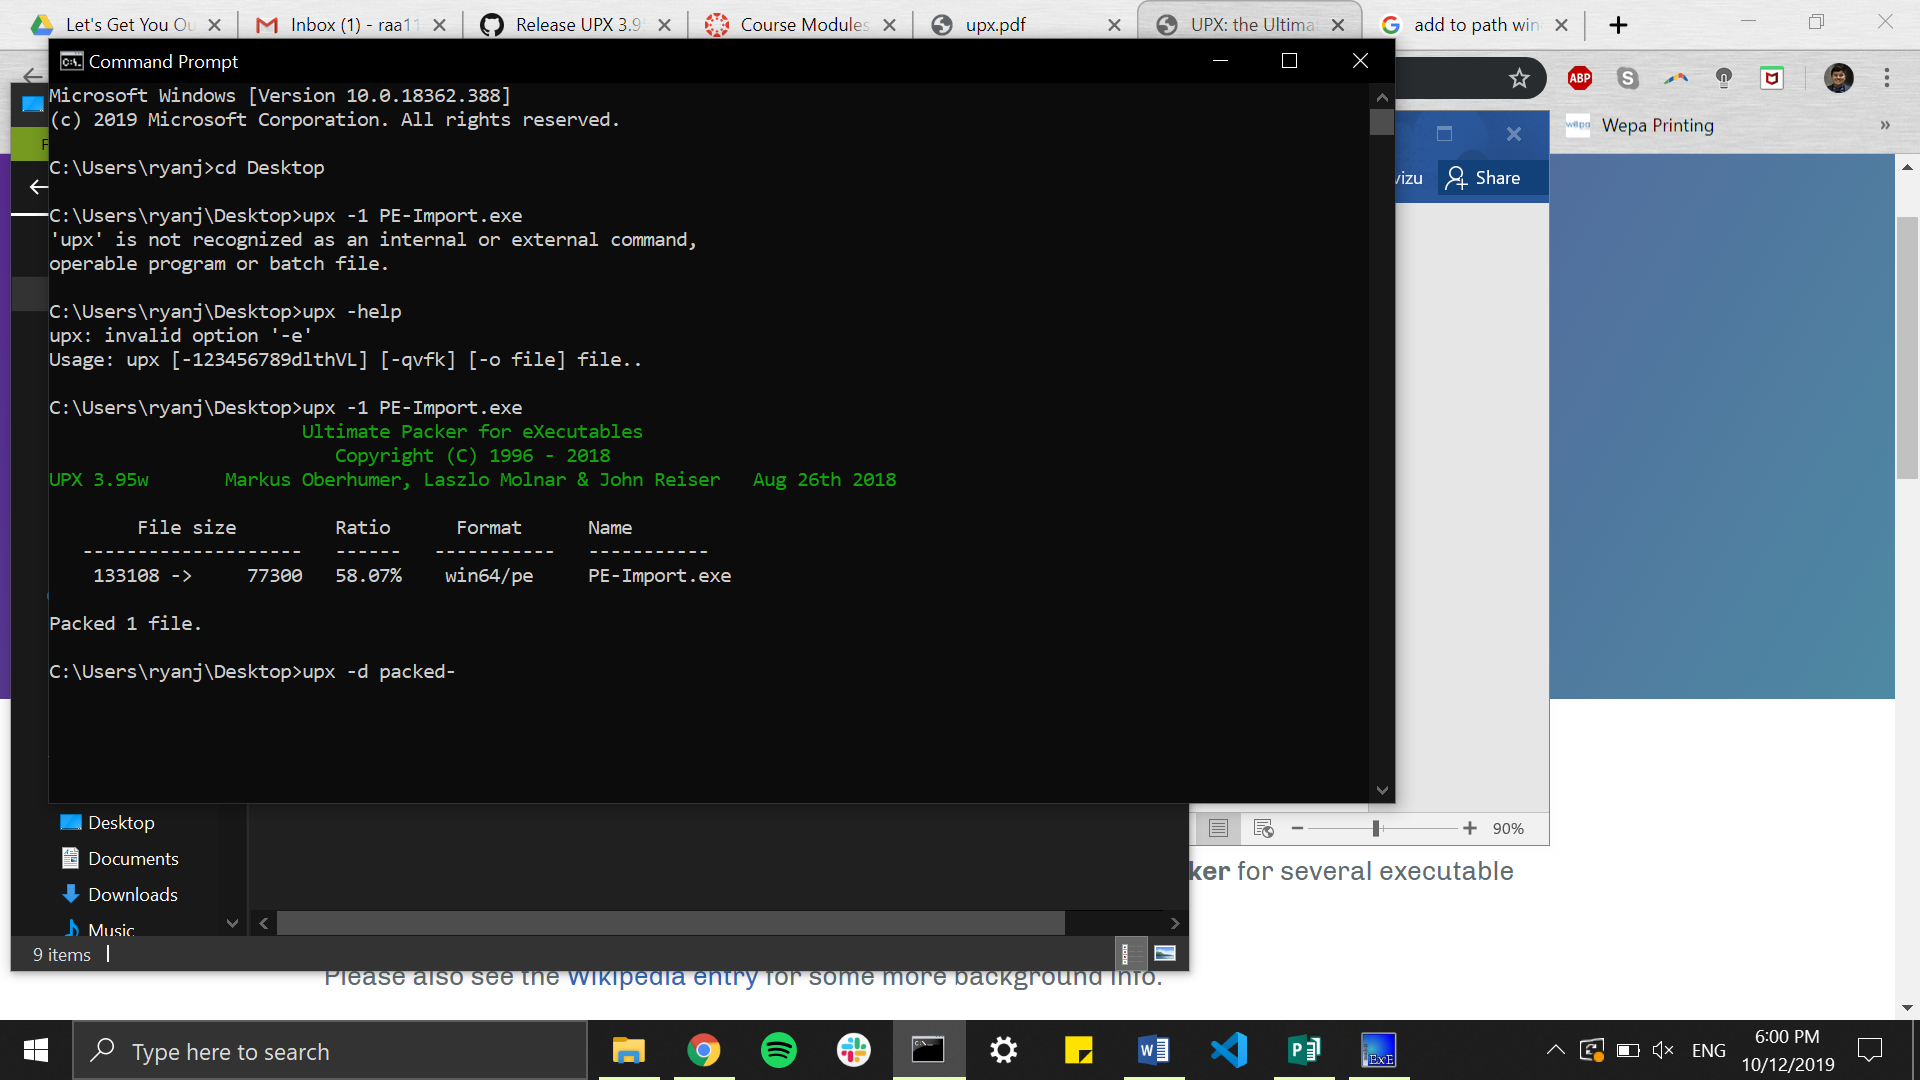 Let's Get You Ou
Inbox (1) - raa11
Release UPX 3.9
Course Modules
upx.pdf
UPX: the Ultima
add to path win
Command Prompt
ABP
Microsoft Windows [Version 10.0.18362.388]
(c) 2019 Microsoft Corporation. All rights reserved.
wepa Wepa Printing
F
C:\Users\ryanj>cd Desktop
vizu Share
C:\Users\ryanj\Desktop>upx -1 PE-Import.exe
'upx' is not recognized as an internal or external command,
operable program or batch file.
C:\Users\ryanj\Desktop>upx -help
upx: invalid option '-e'
Usage: upx [-123456789dlthVL] [-qvfk] [-o file] file..
C:\Users\ryanj\Desktop>upx -1 PE-Import.exe
Ultimate Packer for eXecutables
Copyright (C) 1996 - 2018
UPX 3.95w Markus Oberhumer, Laszlo Molnar & John Reiser Aug 26th 2018
File size Ratio Format Name
-------------------- ------ ----------- -----------
133108 -> 77300 58.07% win64/pe PE-Import.exe
Packed 1 file.
C:\Users\ryanj\Desktop>upx -d packed-
Desktop
90%
Documents
ker for several executable
Downloads
Music
9 items
Please also see the Wikipedia entry for some more background info.
Type here to search
ExE
ENG
6:00 PM
10/12/2019